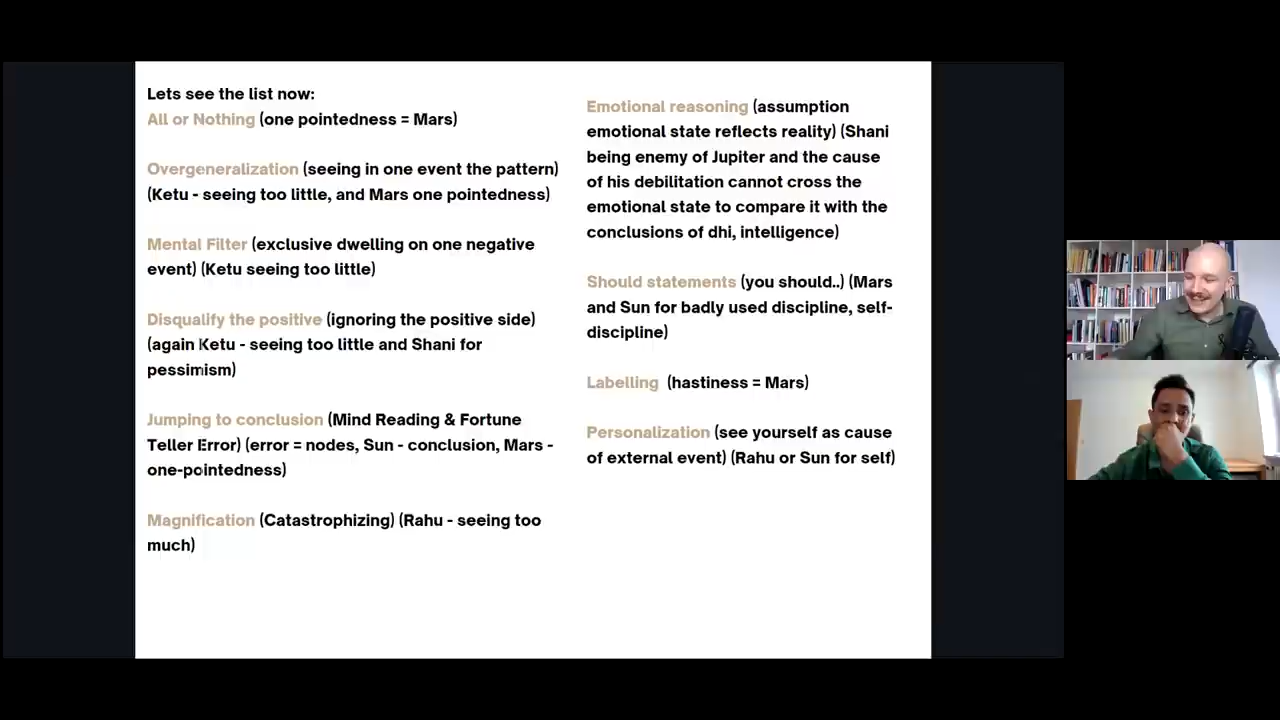 Lets see the list now:
All or Nothing (one pointedness = Mars)
Overgeneralization (seeing in one event the pattern)
(Ketu - seeing too little, and Mars one pointedness)
Mental Filter (exclusive dwelling on one negative
event) (Ketu seeing too little)
Disqualify the positive (ignoring the positive side)
(again Ketu - seeing too little and Shani for
pessimism)
Jumping to conclusion (Mind Reading & Fortune
Teller Error) (error = nodes, Sun - conclusion, Mars -
one-pointedness)
Magnification (Catastrophizing) (Rahu - seeing too
much)
Emotional reasoning (assumption
emotional state reflects reality) (Shani
being enemy of Jupiter and the cause
of his debilitation cannot cross the
emotional state to compare it with the
conclusions of dhi, intelligence)
Should statements (you should..) (Mars
and Sun for badly used discipline, self-
discipline)
Labelling (hastiness = Mars)
Personalization (see yourself as cause
of external event) (Rahu or Sun for self)